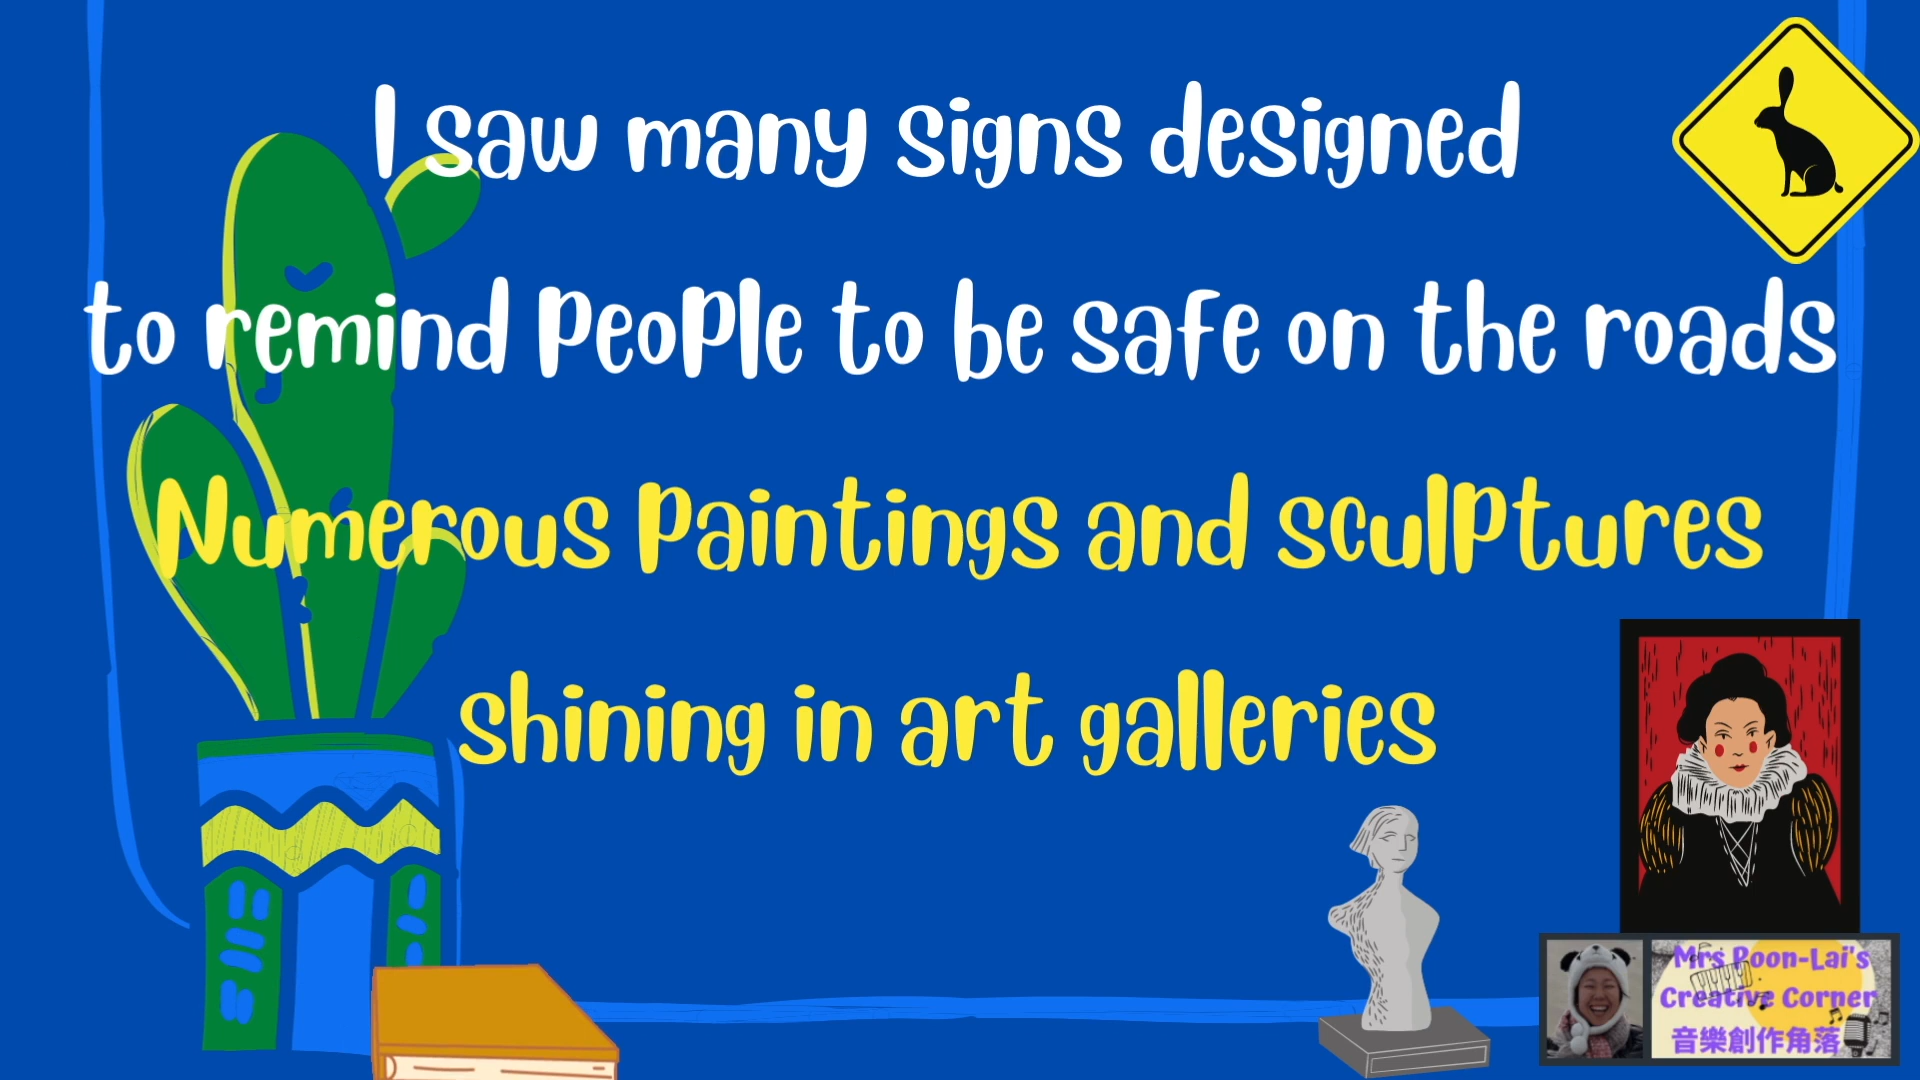 I saw many signs designed
to remind people to be safe on the roads
Numerous paintings and sculptures
shining in art galleries
Mrs Poon-Lai's
Creative Corner
音樂創作角落